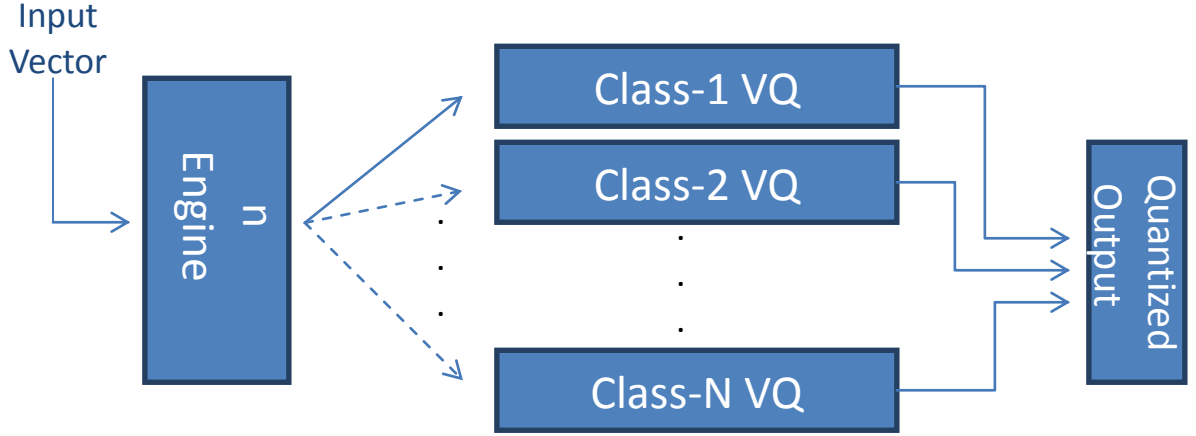 Input
Vector
n
Engine
Class-1 VQ
Class-2 VQ
Class-N VQ
Quantized
Output